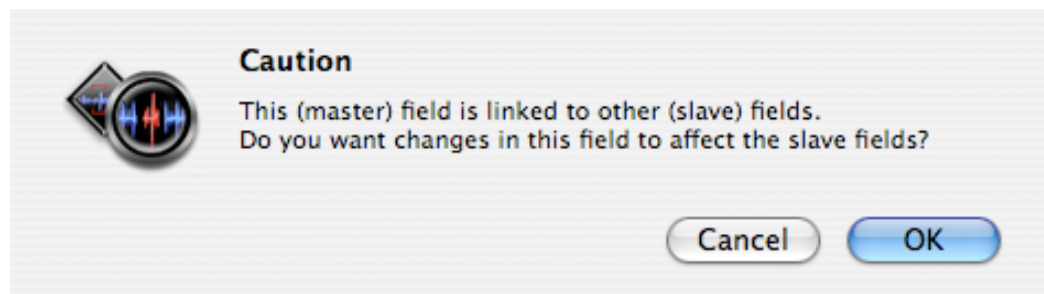 Caution
This (master) field is linked to other (slave) fields.
Do you want changes in this field to affect the slave fields?
Cancel
OK